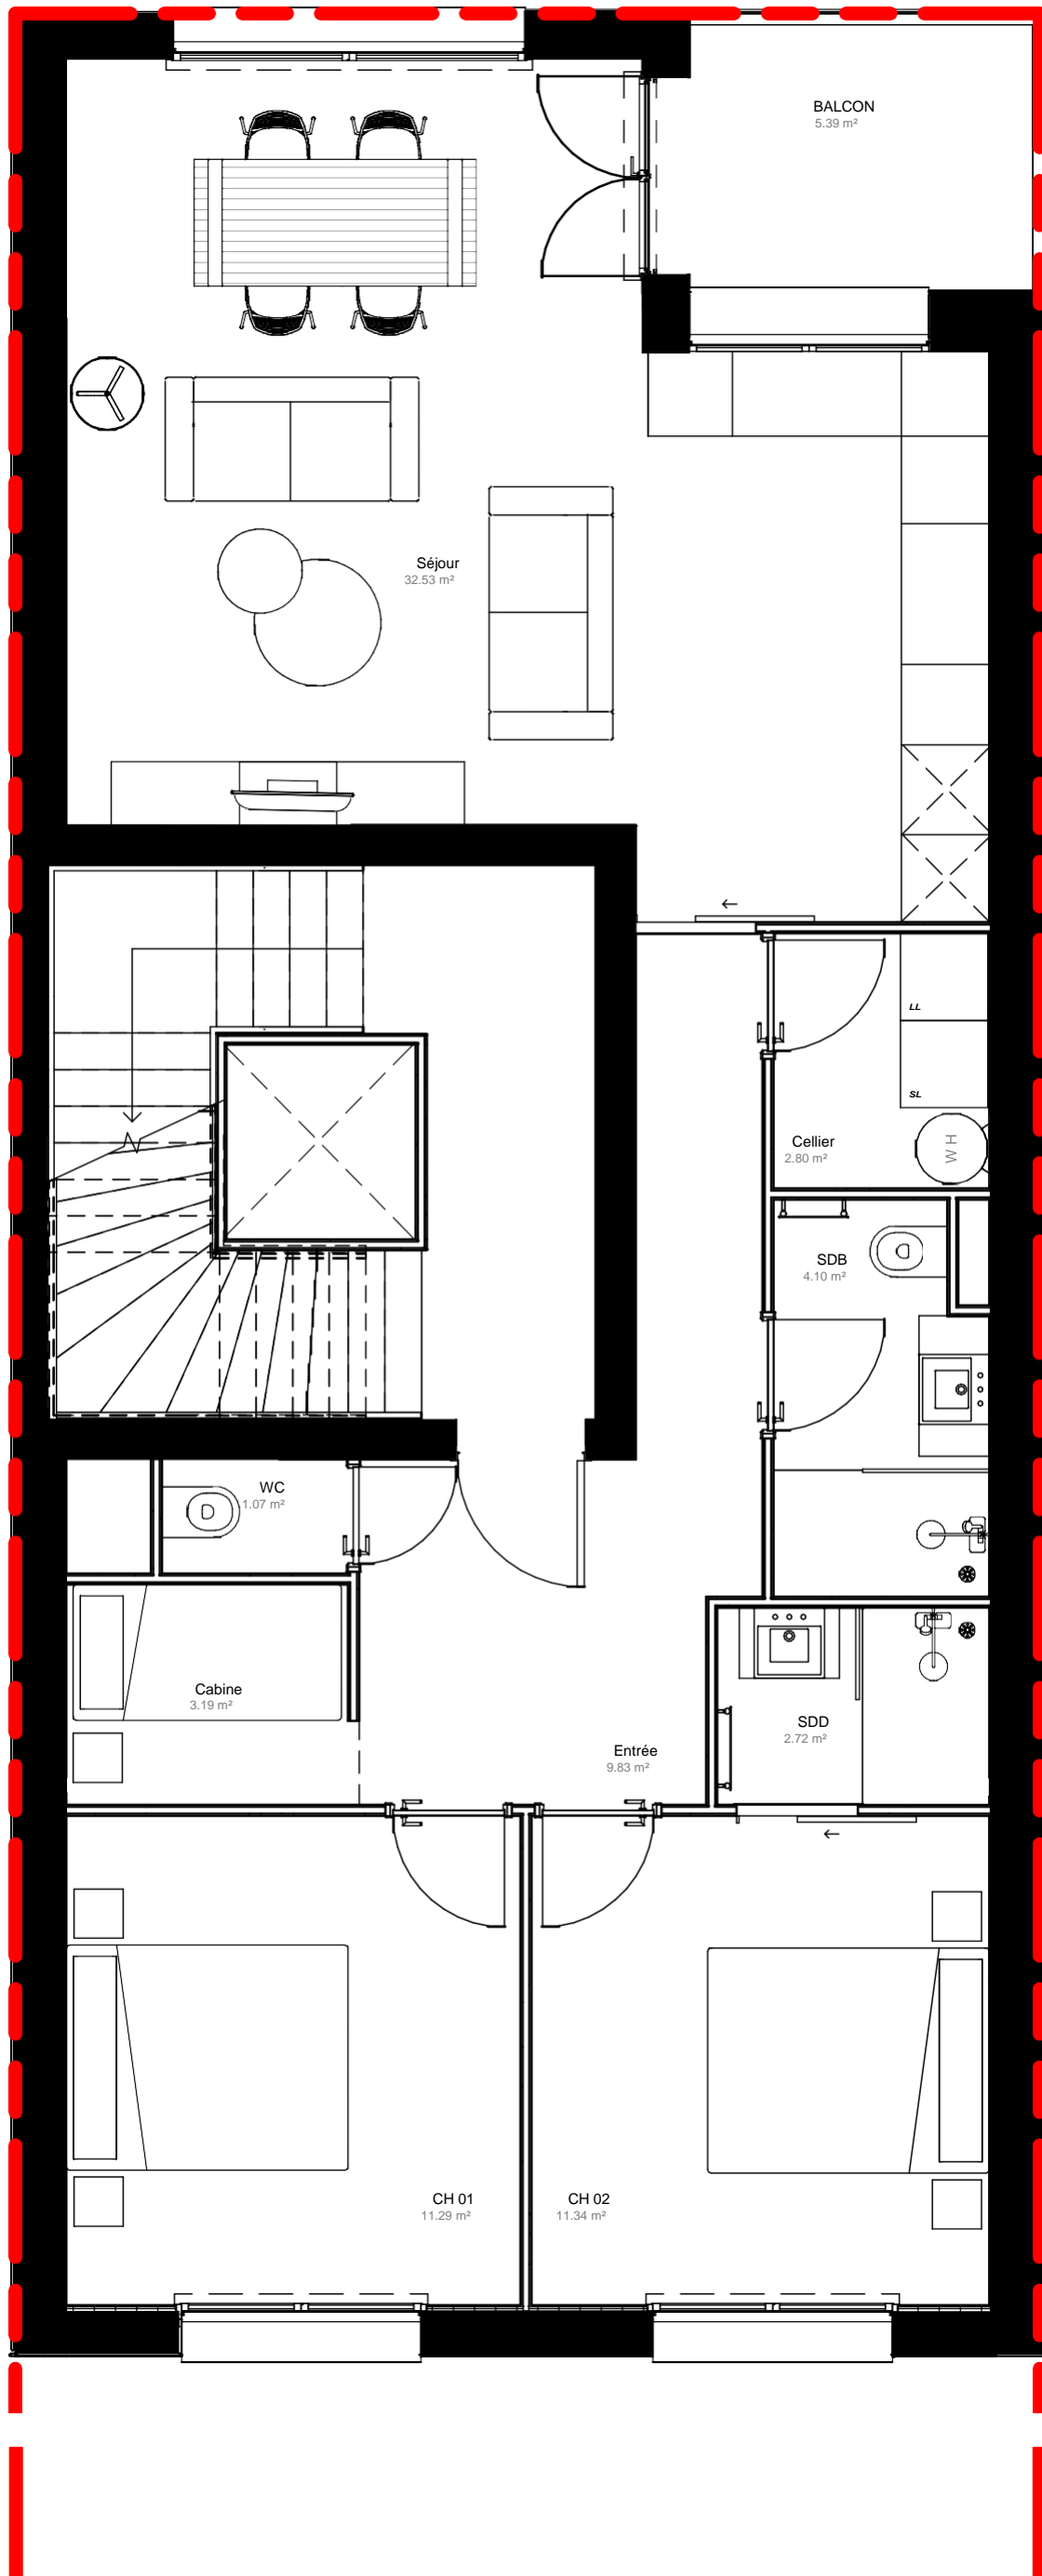 BALCON
5.39 m²
Séjour
32.53 m²
LL
SL
Cellier
2.80 m²
WH
SDB
4.10 m²
WC
1.07 m²
Cabine
3.19 m²
SDD
2.72 m²
Entrée
9.83 m²
CH 01
11.29 m²
CH 02
11.34 m²